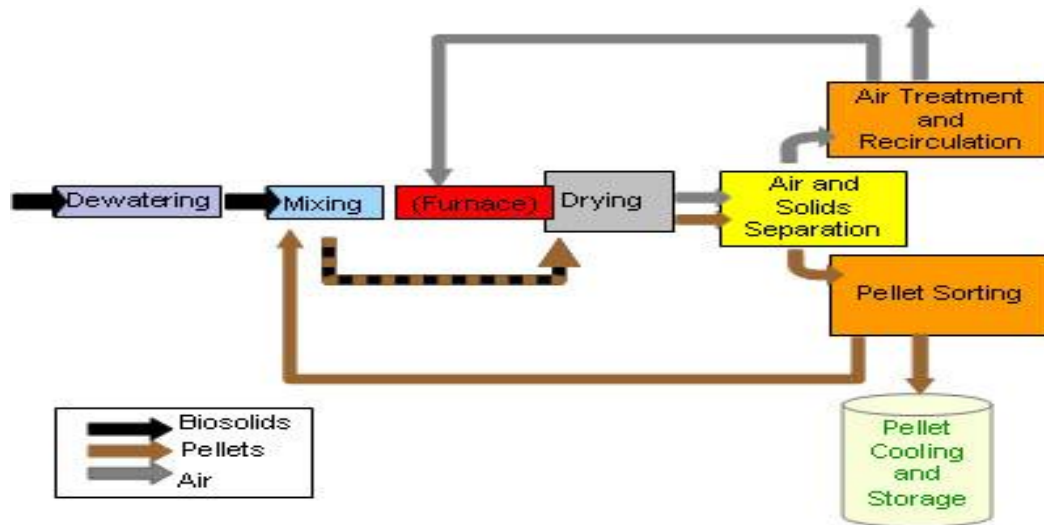 Air Treatment
and
Recirculation
Dewatering
Mixing
(Furnace)
Drying
Air and
Solids
Separation
Pellet Sorting
Biosolids
Pellets
Air
Pellet
Cooling
and
Storage